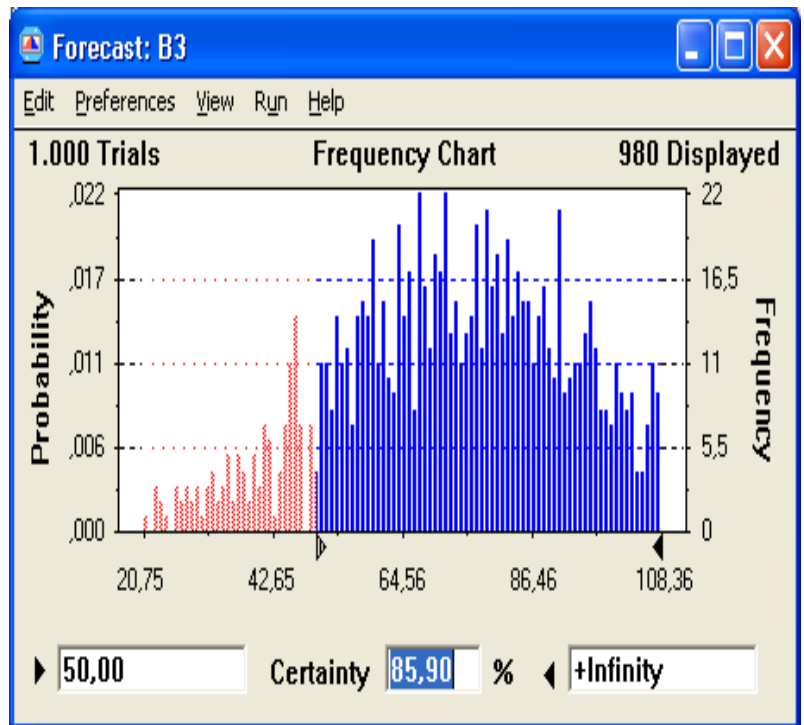 Forecast: B3
Edit Preferences View Run Help
1.000 Trials Frequency Chart 980 Displayed
,022 22
,017 16,5
,011 11
,006 5,5
,000 0
Probability
Frequency
20,75 42,65 64,56 86,46 108,36
50,00 Certainty 85,90 % +Infinity